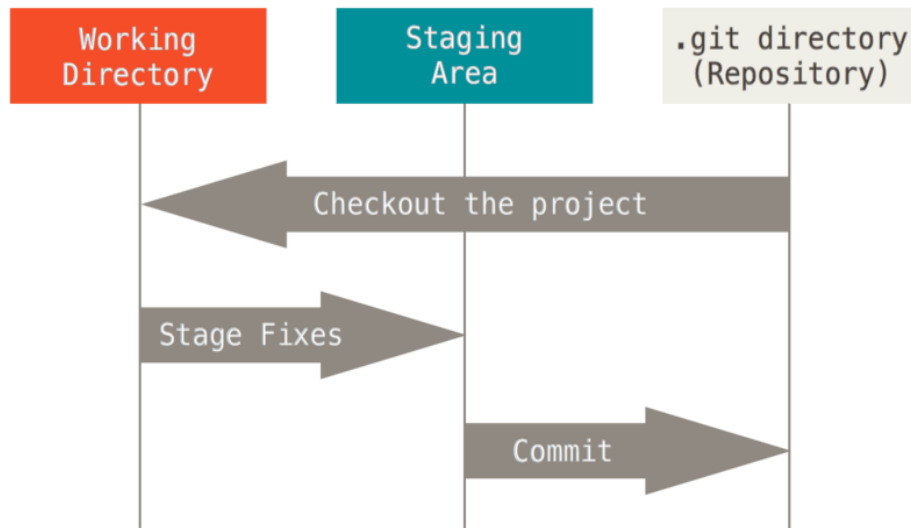 Working
Directory
Staging
Area
.git directory
(Repository)
Checkout the project
Stage Fixes
Commit